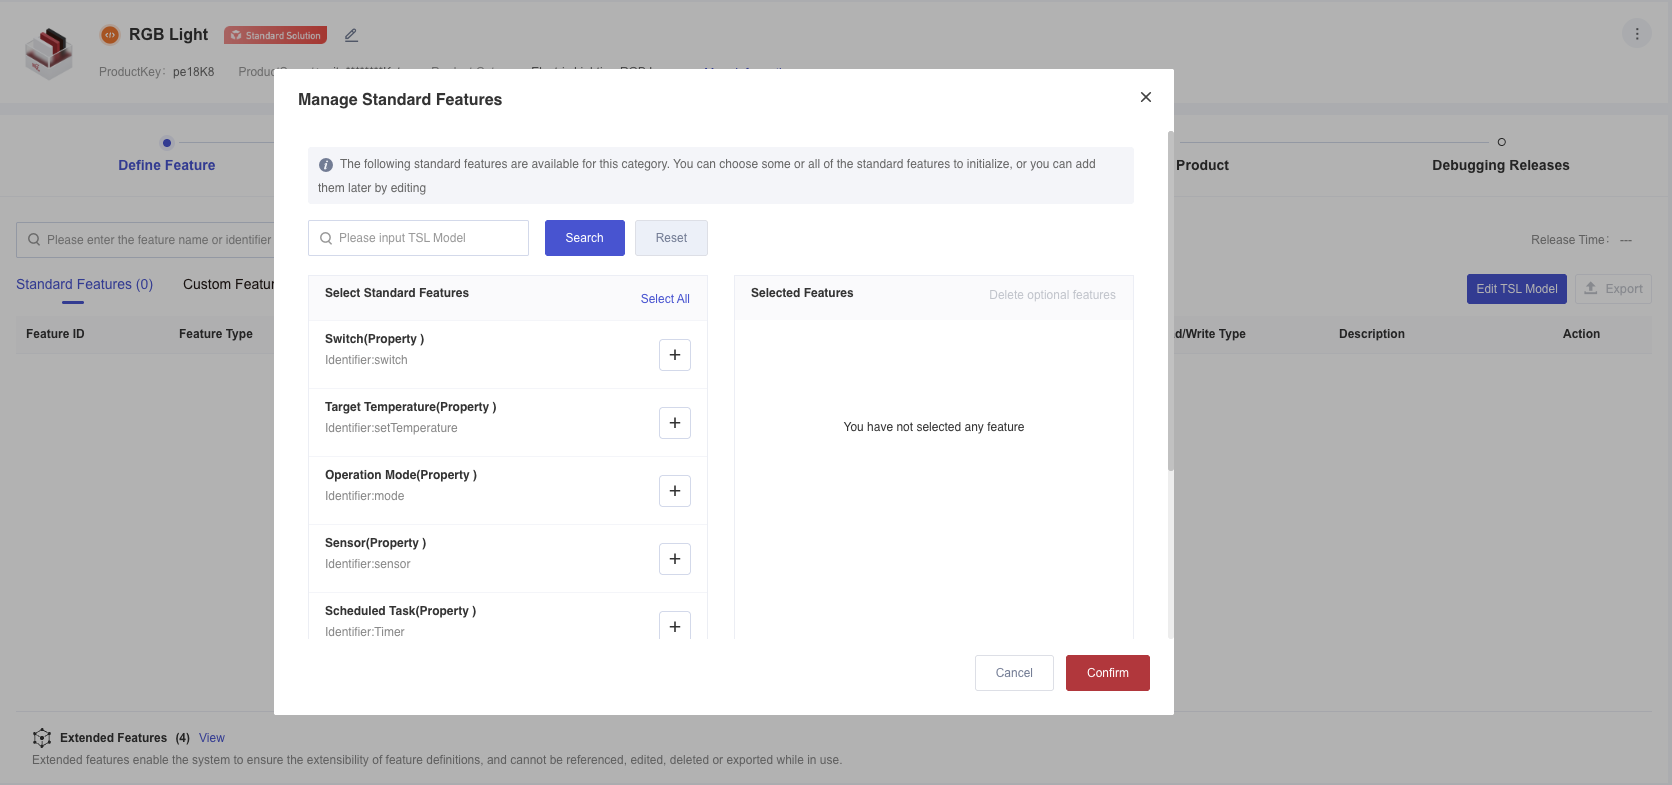 RGB Light
Standard Solution
ProductKey: pe18K8
Define Feature
Product
Debugging Releases
Please enter the feature name or identifier
Release Time: ---
Standard Features (0)
Edit TSL Model
Export
Feature ID
Feature Type
Description
Action
Manage Standard Features
The following standard features are available for this category. You can choose some or all of the standard features to initialize, or you can add
them later by editing
Please input TSL Model
Search
Reset
Select Standard Features
Select All
Switch(Property )
Identifier:switch
Target Temperature(Property )
Identifier:setTemperature
Operation Mode(Property )
Identifier:mode
Sensor(Property )
Identifier:sensor
Scheduled Task(Property )
Identifier:Timer
Selected Features
Delete optional features
You have not selected any feature
Cancel
Confirm
Extended Features (4) View
Extended features enable the system to ensure the extensibility of feature definitions, and cannot be referenced, edited, deleted or exported while in use.